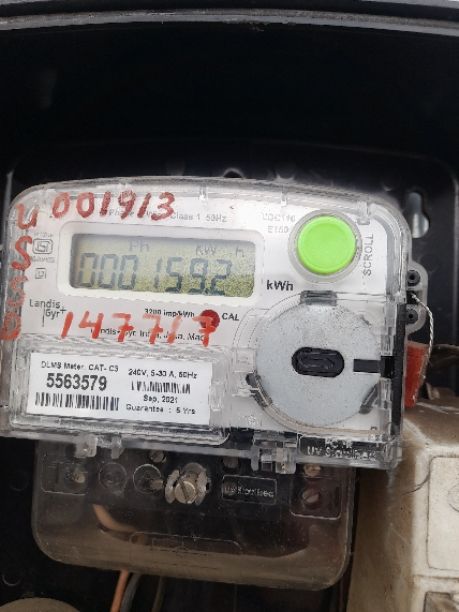 001913
Class 1 50Hz
Ph kW h
0001592
kWh
SCROLL
Landis
Gyr+
3200 imp/kWh CAL
147717
DLMS Meter, CAT- C3
240V, 5-30 A, 50Hz
5563579
Sep, 2021
Guarantee : 5 Yrs